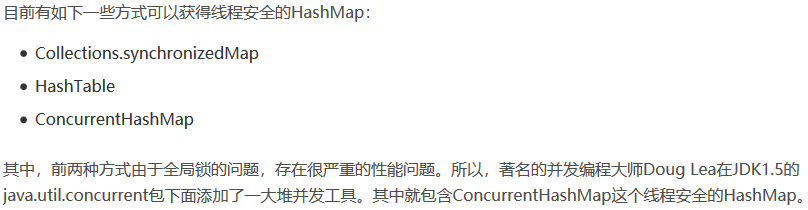 目前有如下一些方式可以获得线程安全的HashMap：
Collections.synchronizedMap
HashTable
ConcurrentHashMap
其中，前两种方式由于全局锁的问题，存在很严重的性能问题。所以，著名的并发编程大师Doug Lea在JDK1.5的
java.util.concurrent包下面添加了一大堆并发工具。其中就包含ConcurrentHashMap这个线程安全的HashMap。